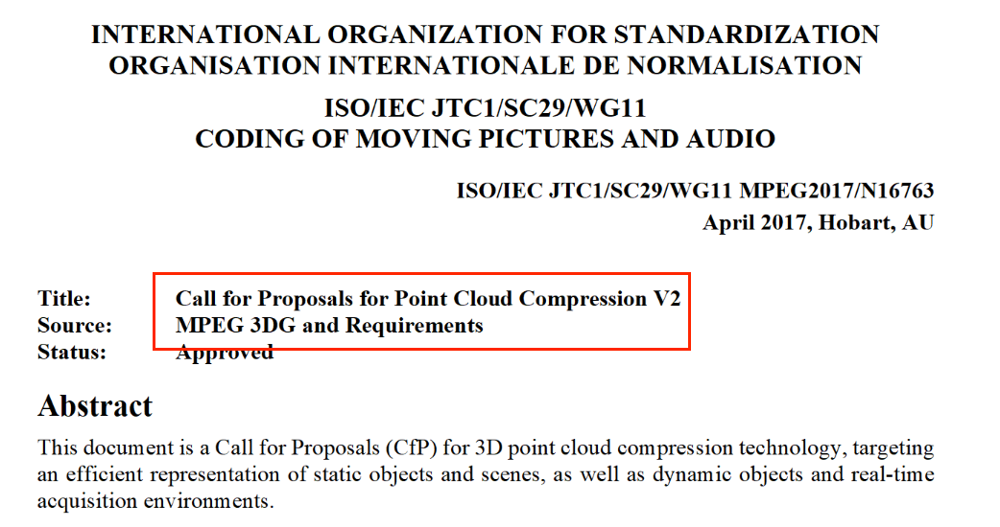 INTERNATIONAL ORGANIZATION FOR STANDARDIZATION
ORGANISATION INTERNATIONALE DE NORMALISATION
ISO/IEC JTC1/SC29/WG11
CODING OF MOVING PICTURES AND AUDIO
ISO/IEC JTC1/SC29/WG11 MPEG2017/N16763
April 2017, Hobart, AU
Title: Call for Proposals for Point Cloud Compression V2
Source: MPEG 3DG and Requirements
Status: Approved
Abstract
This document is a Call for Proposals (CfP) for 3D point cloud compression technology, targeting
an efficient representation of static objects and scenes, as well as dynamic objects and real-time
acquisition environments.